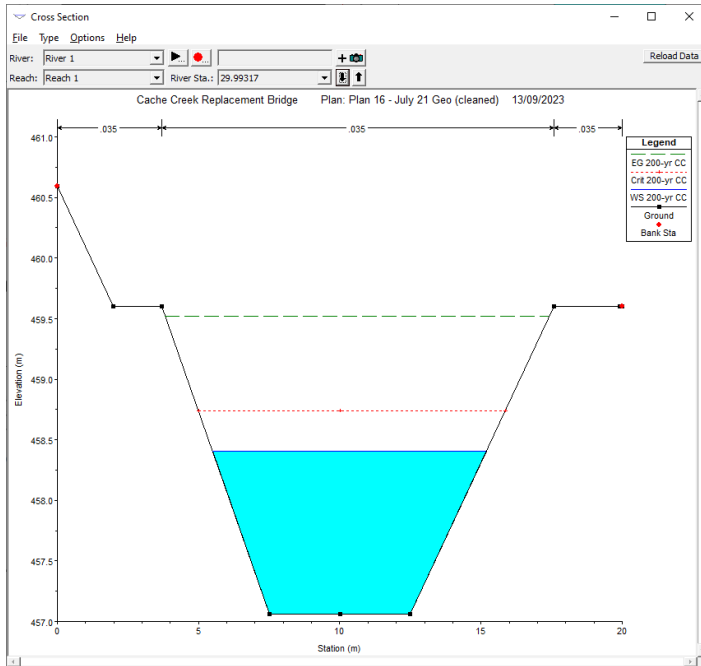 Cross Section
File Type Options Help
River: River 1
Reload Data
Reach: Reach 1 River Sta.: 29.99317
Cache Creek Replacement Bridge Plan: Plan 16 - July 21 Geo (cleaned) 13/09/2023
.035 .035 .035
Legend
EG 200-yr CC
Crit 200-yr CC
WS 200-yr CC
Ground
Bank Sta
461.0
460.5
460.0
459.5
459.0
458.5
458.0
457.5
457.0
Elevation (m)
0 5 10 15 20
Station (m)